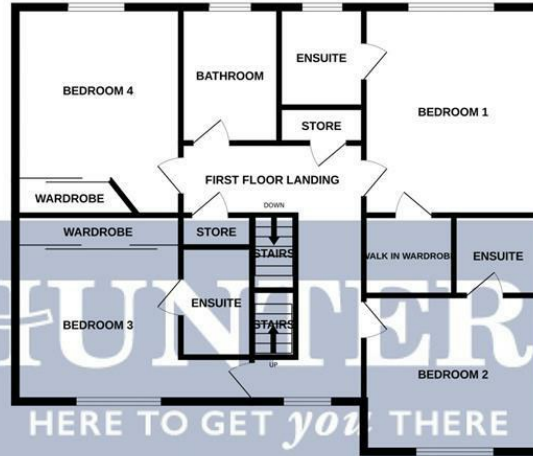 BEDROOM 4
BATHROOM
ENSUITE
BEDROOM 1
STORE
FIRST FLOOR LANDING
WARDROBE
DOWN
WARDROBE
STORE
STAIRS
WALK IN WARDROBE
ENSUITE
ENSUITE
BEDROOM 3
STAIRS
UP
BEDROOM 2
HUNTER
HERE TO GET you THERE